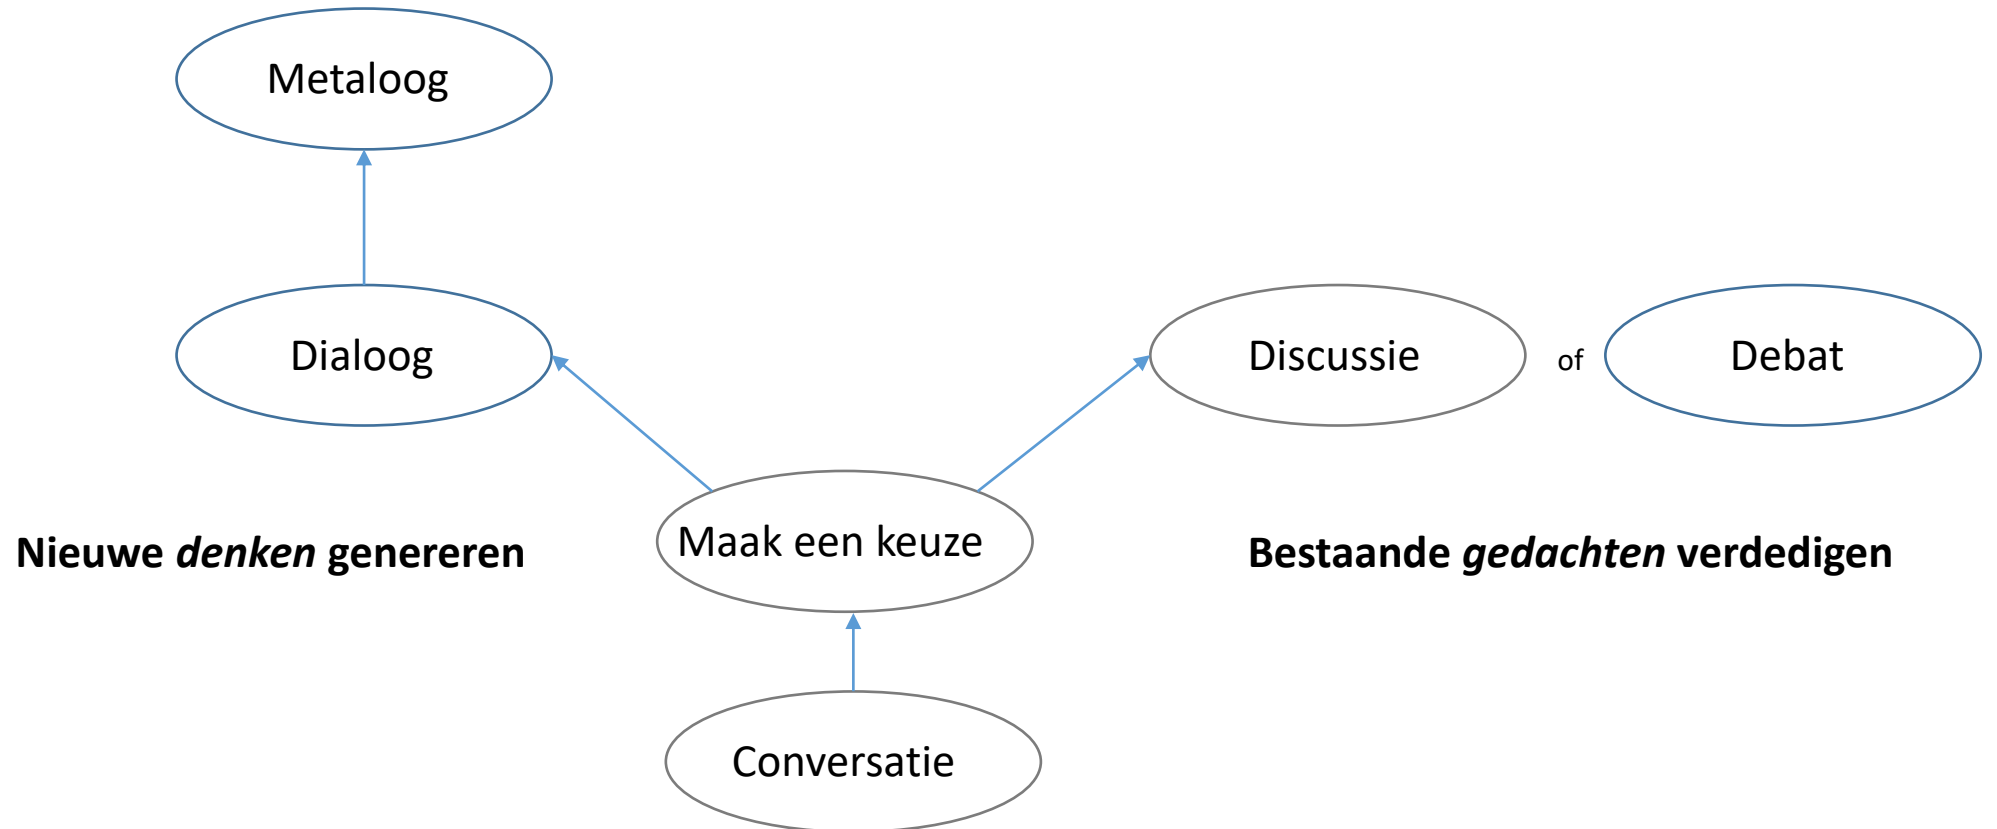 Metaloog
Dialoog
Discussie of Debat
Maak een keuze
Nieuwe denken genereren
Bestaande gedachten verdedigen
Conversatie